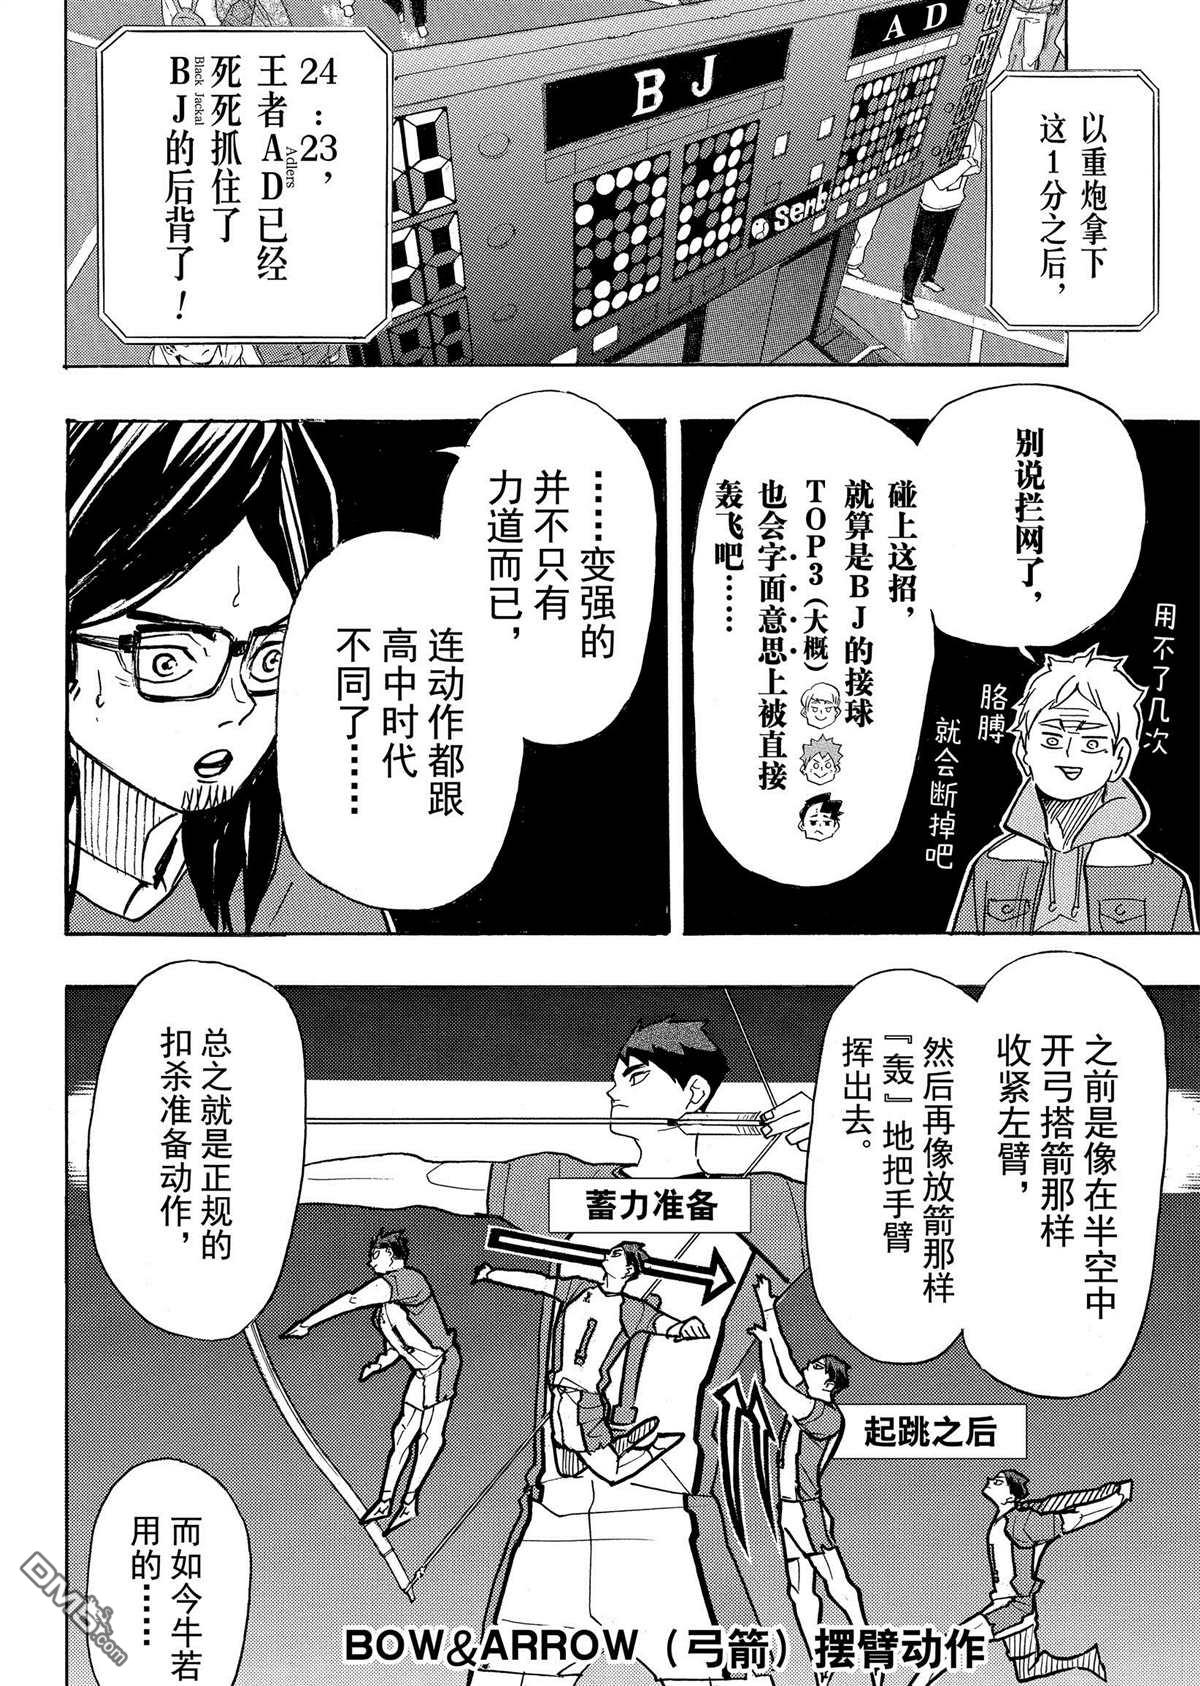 以重炮拿下
这1分之后，
BJ
AD
Senb
24:23，
王者AD已经
Adlers
死死抓住了
BJ的后背了！
Black Jackal
别说拦网了，
碰上这招，
就算是BJ的接球
TOP3（大概）
也会字面意思上被直接
轰飞吧……
用不了几次
胳膊
就会断掉吧
……变强的
并不只有
力道而已，
连动作都跟
高中时代
不同了……
之前是像在半空中
开弓搭箭那样
收紧左臂，
然后再像放箭那样
『轰』地把手臂
挥出去。
蓄力准备
起跳之后
总之就是正规的
扣杀准备动作，
而如今牛若
用的……
BOW&ARROW（弓箭）摆臂动作
DMZJ